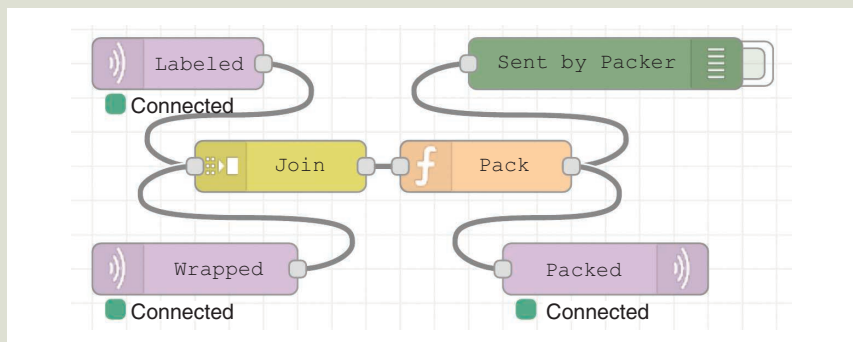 Labeled
Sent by Packer
Connected
Join
Pack
Wrapped
Packed
Connected
Connected